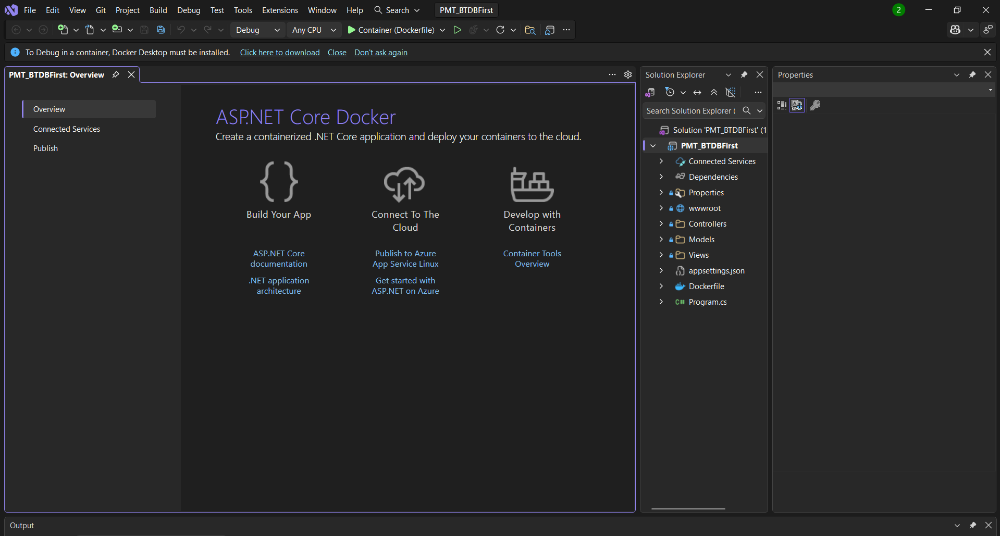 File Edit View Git Project Build Debug Test Tools Extensions Window Help Search PMT_BTDBFirst 2
Debug Any CPU Container (Dockerfile)
To Debug in a container, Docker Desktop must be installed. Click here to download Close Don't ask again
PMT_BTDBFirst: Overview
Overview
Connected Services
Publish
ASP.NET Core Docker
Create a containerized .NET Core application and deploy your containers to the cloud.
Build Your App
ASP.NET Core
documentation
.NET application
architecture
Connect To The
Cloud
Publish to Azure
App Service Linux
Get started with
ASP.NET on Azure
Develop with
Containers
Container Tools
Overview
Solution Explorer
Search Solution Explorer (
Solution 'PMT_BTDBFirst' (1
PMT_BTDBFirst
Connected Services
Dependencies
Properties
wwwroot
Controllers
Models
Views
appsettings.json
Dockerfile
C# Program.cs
Properties
Output